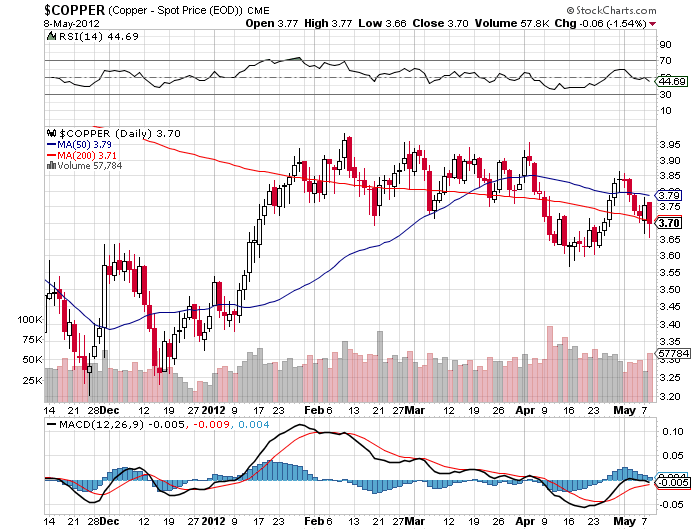 $COPPER (Copper - Spot Price (EOD)) CME
© StockCharts.com
8-May-2012
Open 3.77 High 3.77 Low 3.66 Close 3.70 Volume 57.8K Chg -0.06 (-1.54%)
RSI(14) 44.69
90
70
50
44.69
30
10
$COPPER (Daily) 3.70
MA(50) 3.79
MA(200) 3.71
Volume 57,784
3.95
3.90
3.85
3.80
3.79
3.75
3.70
3.65
3.60
3.55
3.50
3.45
3.40
3.35
3.30
3.25
3.20
100K
75K
50K
25K
57784
14 21 28 Dec 12 19 27 2012 9 17 23 Feb 6 13 21 27 Mar 12 19 26 Apr 9 16 23 May 7
MACD(12,26,9) -0.005, -0.009, 0.004
0.10
0.05
0.004
-0.005
-0.05
14 21 28 Dec 12 19 27 2012 9 17 23 Feb 6 13 21 27 Mar 12 19 26 Apr 9 16 23 May 7